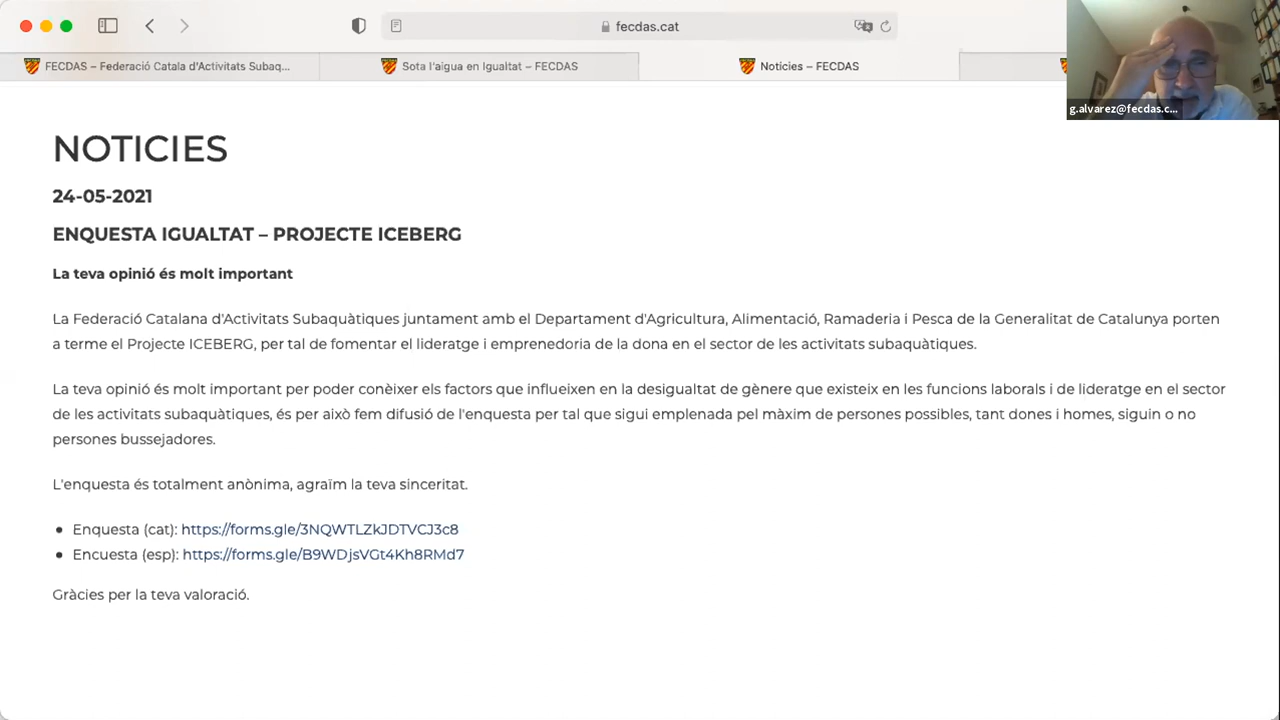 fecdas.cat
FECDAS – Federació Catala d'Activitats Subaq...
Sota l'aigua en Igualtat – FECDAS
Noticies – FECDAS
g.alvarez@fecdas.c...
NOTICIES
24-05-2021
ENQUESTA IGUALTAT – PROJECTE ICEBERG
La teva opinió és molt important
La Federació Catalana d'Activitats Subaquàtiques juntament amb el Departament d'Agricultura, Alimentació, Ramaderia i Pesca de la Generalitat de Catalunya porten
a terme el Projecte ICEBERG, per tal de fomentar el lideratge i emprenedoria de la dona en el sector de les activitats subaquàtiques.
La teva opinió és molt important per poder conèixer els factors que influeixen en la desigualtat de gènere que existeix en les funcions laborals i de lideratge en el sector
de les activitats subaquàtiques, és per això fem difusió de l'enquesta per tal que sigui emplenada pel màxim de persones possibles, tant dones i homes, siguin o no
persones bussejadores.
L'enquesta és totalment anònima, agraïm la teva sinceritat.
• Enquesta (cat): https://forms.gle/3NQWTLZkJDTVCJ3c8
• Encuesta (esp): https://forms.gle/B9WDjsVGt4Kh8RMd7
Gràcies per la teva valoració.